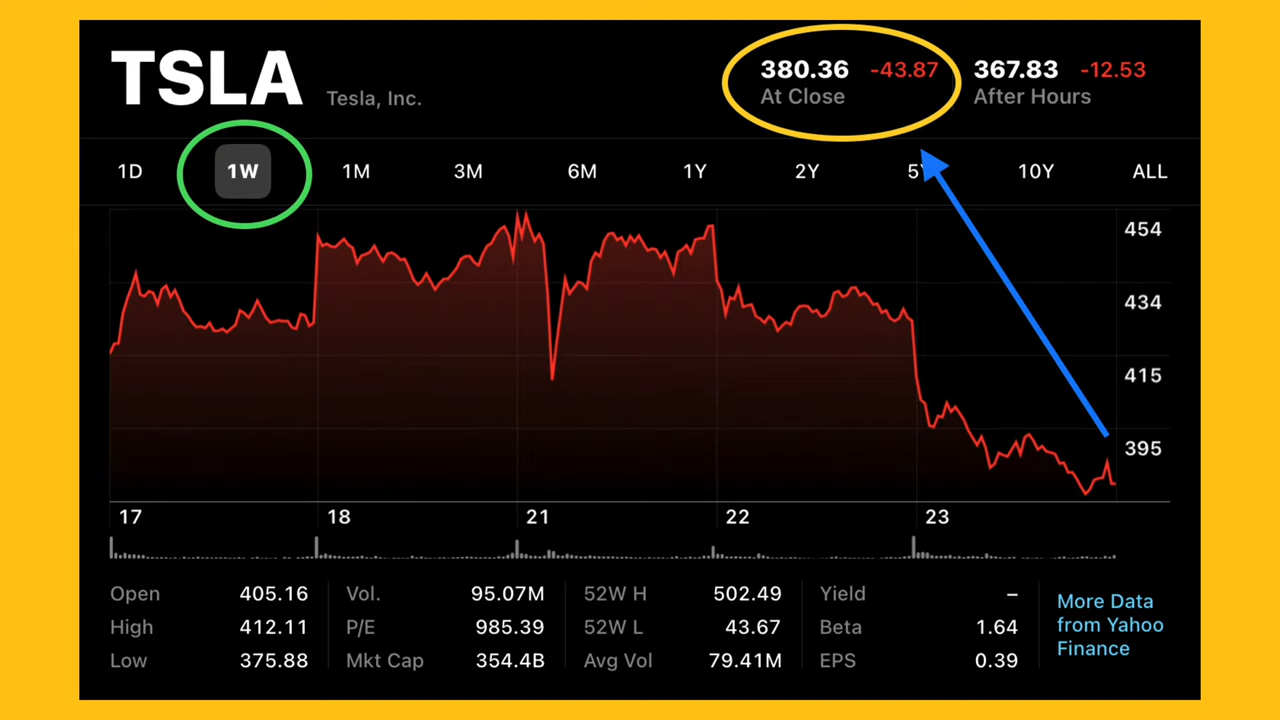 TSLA Tesla, Inc.
380.36 -43.87 367.83 -12.53
At Close After Hours
1D 1W 1M 3M 6M 1Y 2Y 5Y 10Y ALL
454
434
415
395
17 18 21 22 23
Open 405.16 Vol. 95.07M 52W H 502.49 Yield –
High 412.11 P/E 985.39 52W L 43.67 Beta 1.64
Low 375.88 Mkt Cap 354.4B Avg Vol 79.41M EPS 0.39
More Data
from Yahoo
Finance